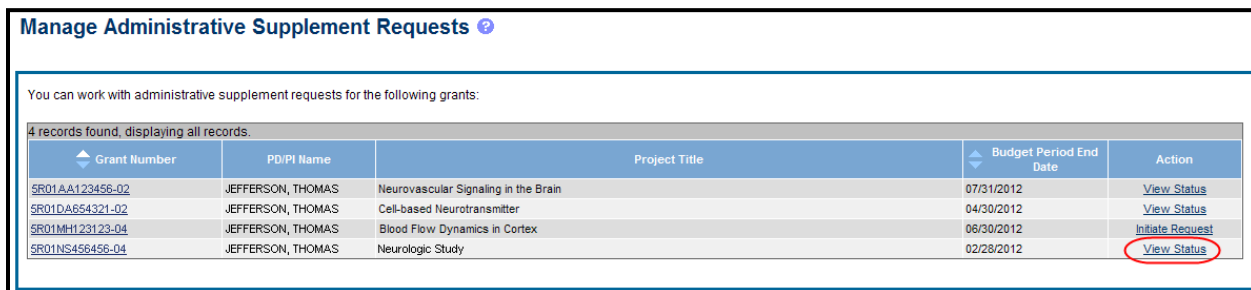 Manage Administrative Supplement Requests ?
You can work with administrative supplement requests for the following grants:
4 records found, displaying all records.
Grant Number PD/PI Name Project Title Budget Period End Date Action
5R01AA123456-02 JEFFERSON, THOMAS Neurovascular Signaling in the Brain 07/31/2012 View Status
5R01DA654321-02 JEFFERSON, THOMAS Cell-based Neurotransmitter 04/30/2012 View Status
5R01MH123123-04 JEFFERSON, THOMAS Blood Flow Dynamics in Cortex 06/30/2012 Initiate Request
5R01NS456456-04 JEFFERSON, THOMAS Neurologic Study 02/28/2012 View Status